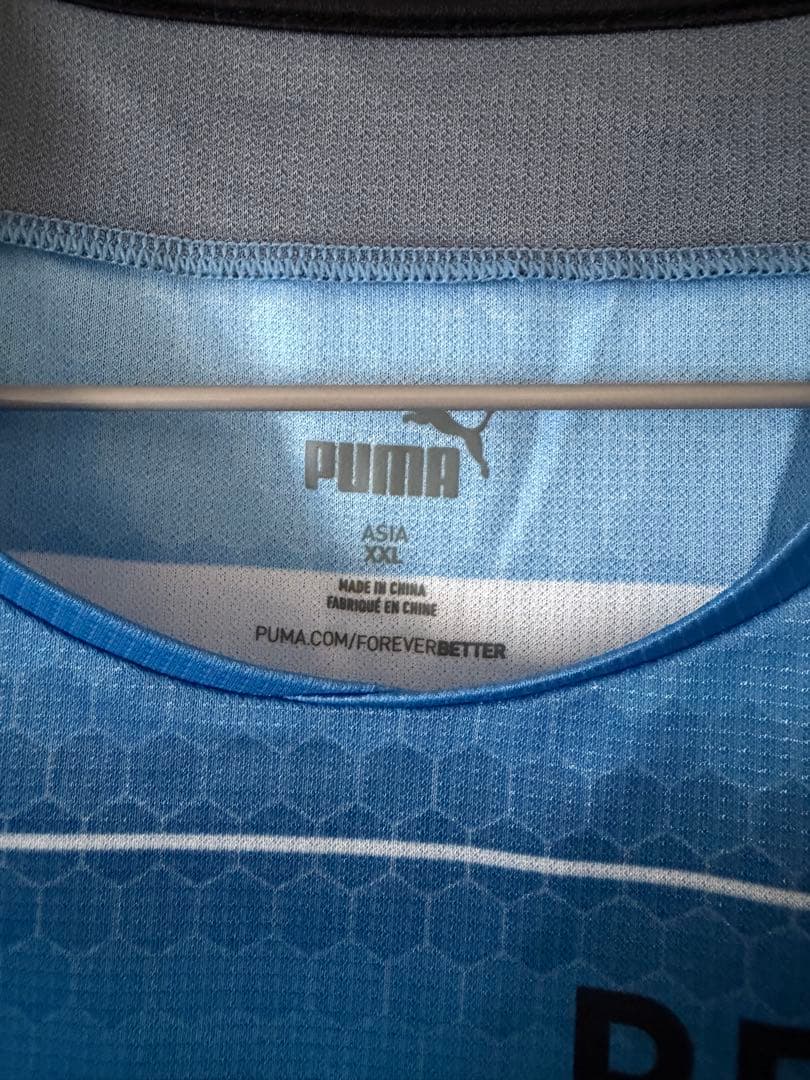 PUMA
ASIA
XXL
MADE IN CHINA
FABRIQUÉ EN CHINE
PUMA.COM/FOREVERBETTER